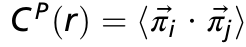 C^P(r) = ⟨π⃗_i · π⃗_j⟩